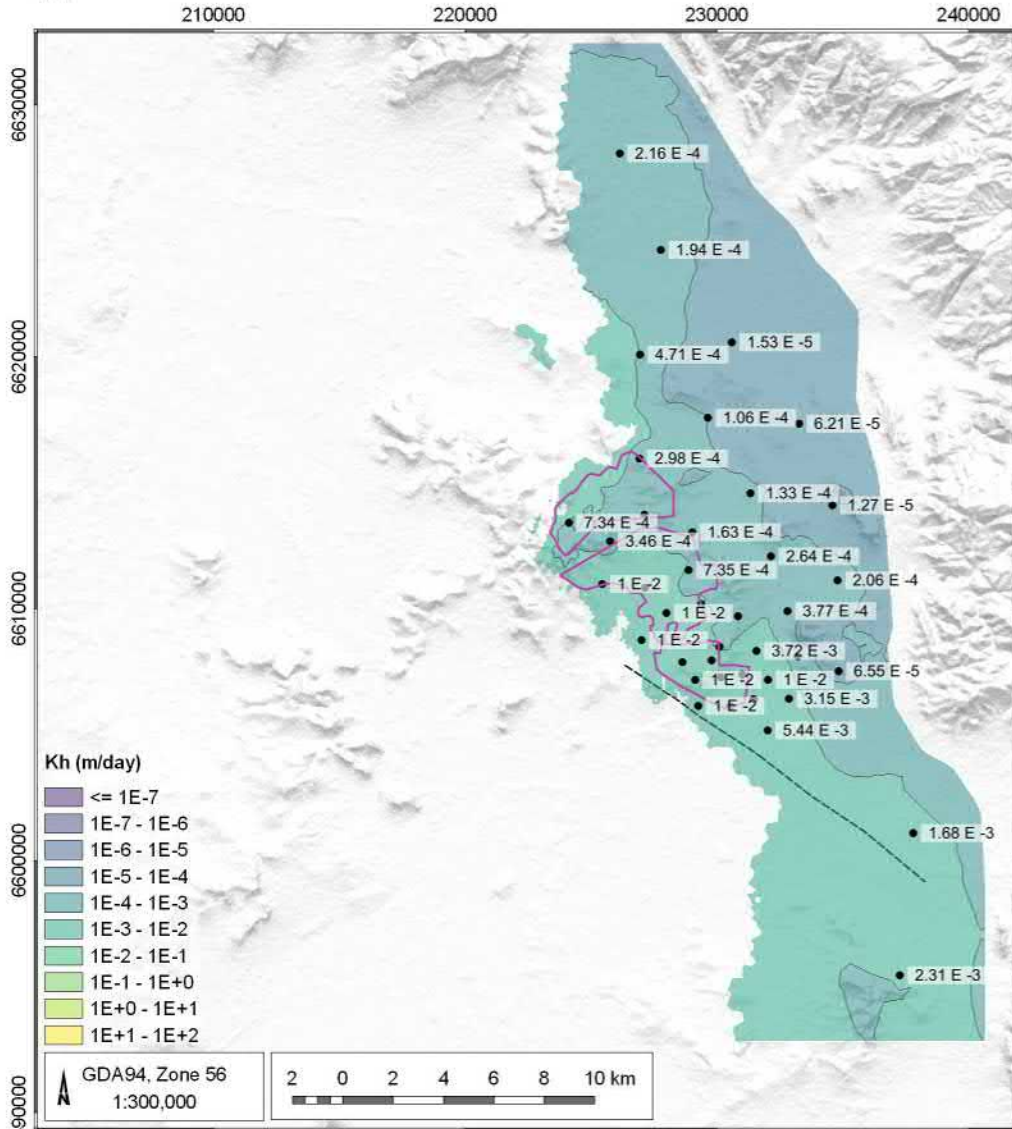 210000 220000 230000 240000
6630000
6620000
6610000
6600000
90000
2.16 E -4
1.94 E -4
1.53 E -5
4.71 E -4
1.06 E -4
6.21 E -5
2.98 E -4
1.33 E -4
1.27 E -5
7.34 E -4
1.63 E -4
3.46 E -4
2.64 E -4
7.35 E -4
2.06 E -4
1 E -2
1 E -2
3.77 E -4
1 E -2
3.72 E -3
6.55 E -5
1 E -2
1 E -2
3.15 E -3
1 E -2
5.44 E -3
1.68 E -3
2.31 E -3
Kh (m/day)
<= 1E-7
1E-7 - 1E-6
1E-6 - 1E-5
1E-5 - 1E-4
1E-4 - 1E-3
1E-3 - 1E-2
1E-2 - 1E-1
1E-1 - 1E+0
1E+0 - 1E+1
1E+1 - 1E+2
GDA94, Zone 56
1:300,000
2 0 2 4 6 8 10 km